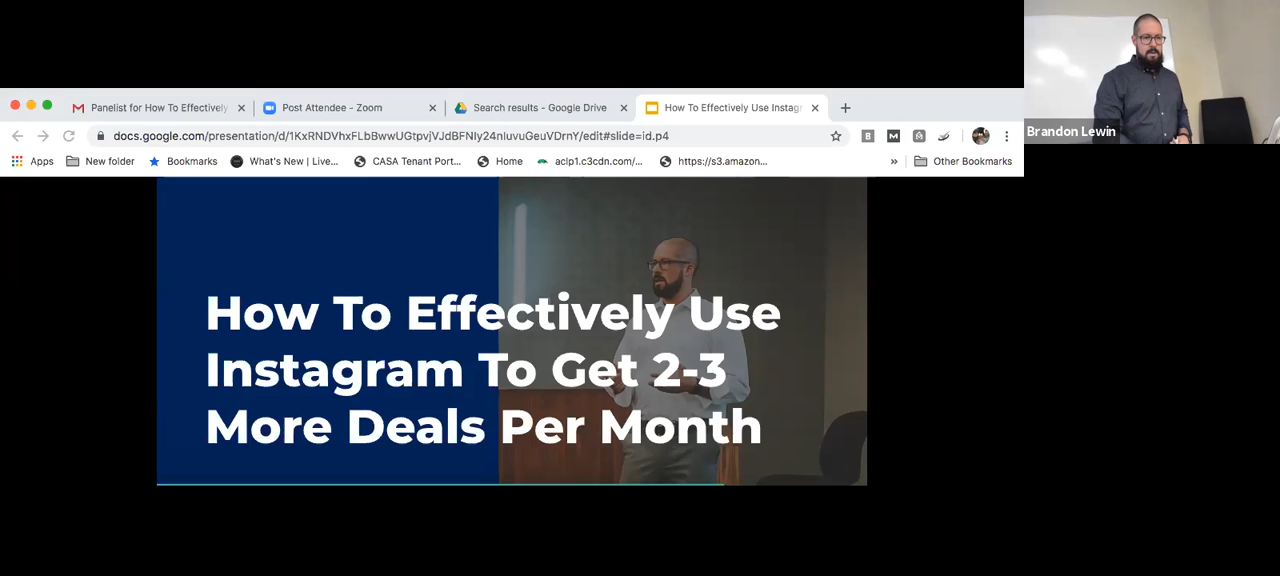 Panelist for How To Effectively
Post Attendee - Zoom
Search results - Google Drive
How To Effectively Use Instagr
docs.google.com/presentation/d/1KxRNDVhxFLbBwwUGtpvjVJdBFNIy24nIuvuGeuVDrnY/edit#slide=id.p4
Apps
New folder
Bookmarks
What's New | Live...
CASA Tenant Port...
Home
aclp1.c3cdn.com/...
https://s3.amazon...
»
Other Bookmarks
Brandon Lewin
How To Effectively Use
Instagram To Get 2-3
More Deals Per Month